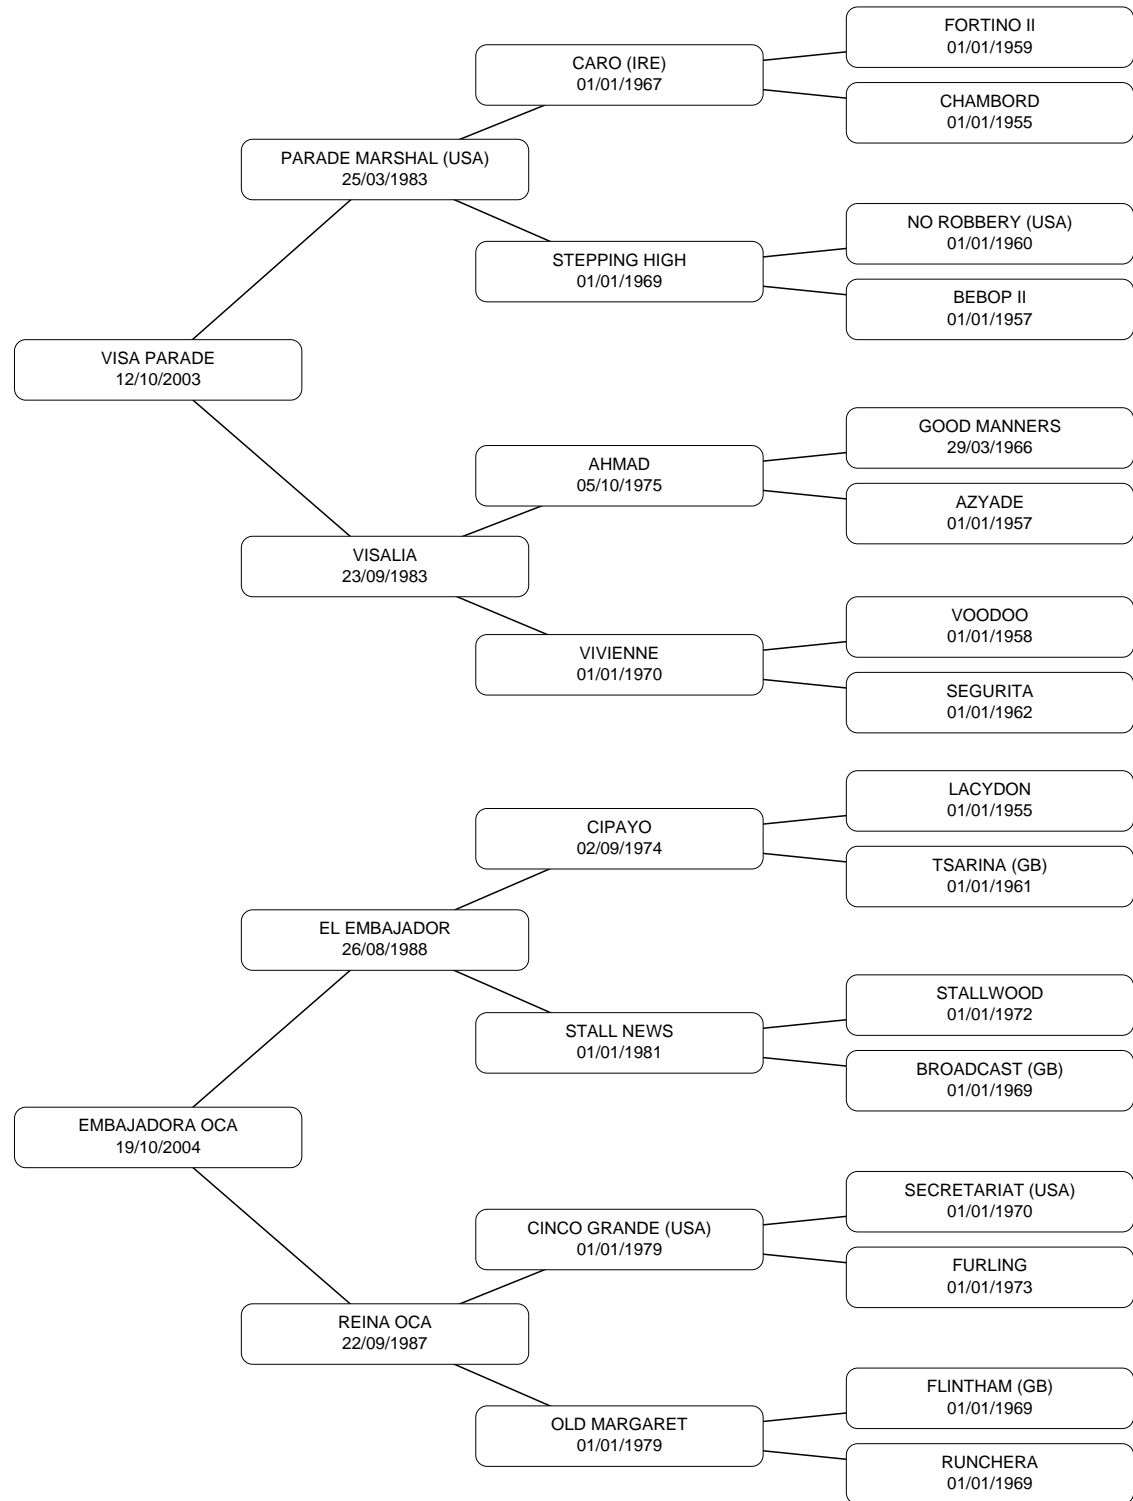 FORTINO II
01/01/1959
CARO (IRE)
01/01/1967
CHAMBORD
01/01/1955
PARADE MARSHAL (USA)
25/03/1983
NO ROBBERY (USA)
01/01/1960
STEPPING HIGH
01/01/1969
BEBOP II
01/01/1957
VISA PARADE
12/10/2003
GOOD MANNERS
29/03/1966
AHMAD
05/10/1975
AZYADE
01/01/1957
VISALIA
23/09/1983
VOODOO
01/01/1958
VIVIENNE
01/01/1970
SEGURITA
01/01/1962
LACYDON
01/01/1955
CIPAYO
02/09/1974
TSARINA (GB)
01/01/1961
EL EMBAJADOR
26/08/1988
STALLWOOD
01/01/1972
STALL NEWS
01/01/1981
BROADCAST (GB)
01/01/1969
EMBAJADORA OCA
19/10/2004
SECRETARIAT (USA)
01/01/1970
CINCO GRANDE (USA)
01/01/1979
FURLING
01/01/1973
REINA OCA
22/09/1987
FLINTHAM (GB)
01/01/1969
OLD MARGARET
01/01/1979
RUNCHERA
01/01/1969